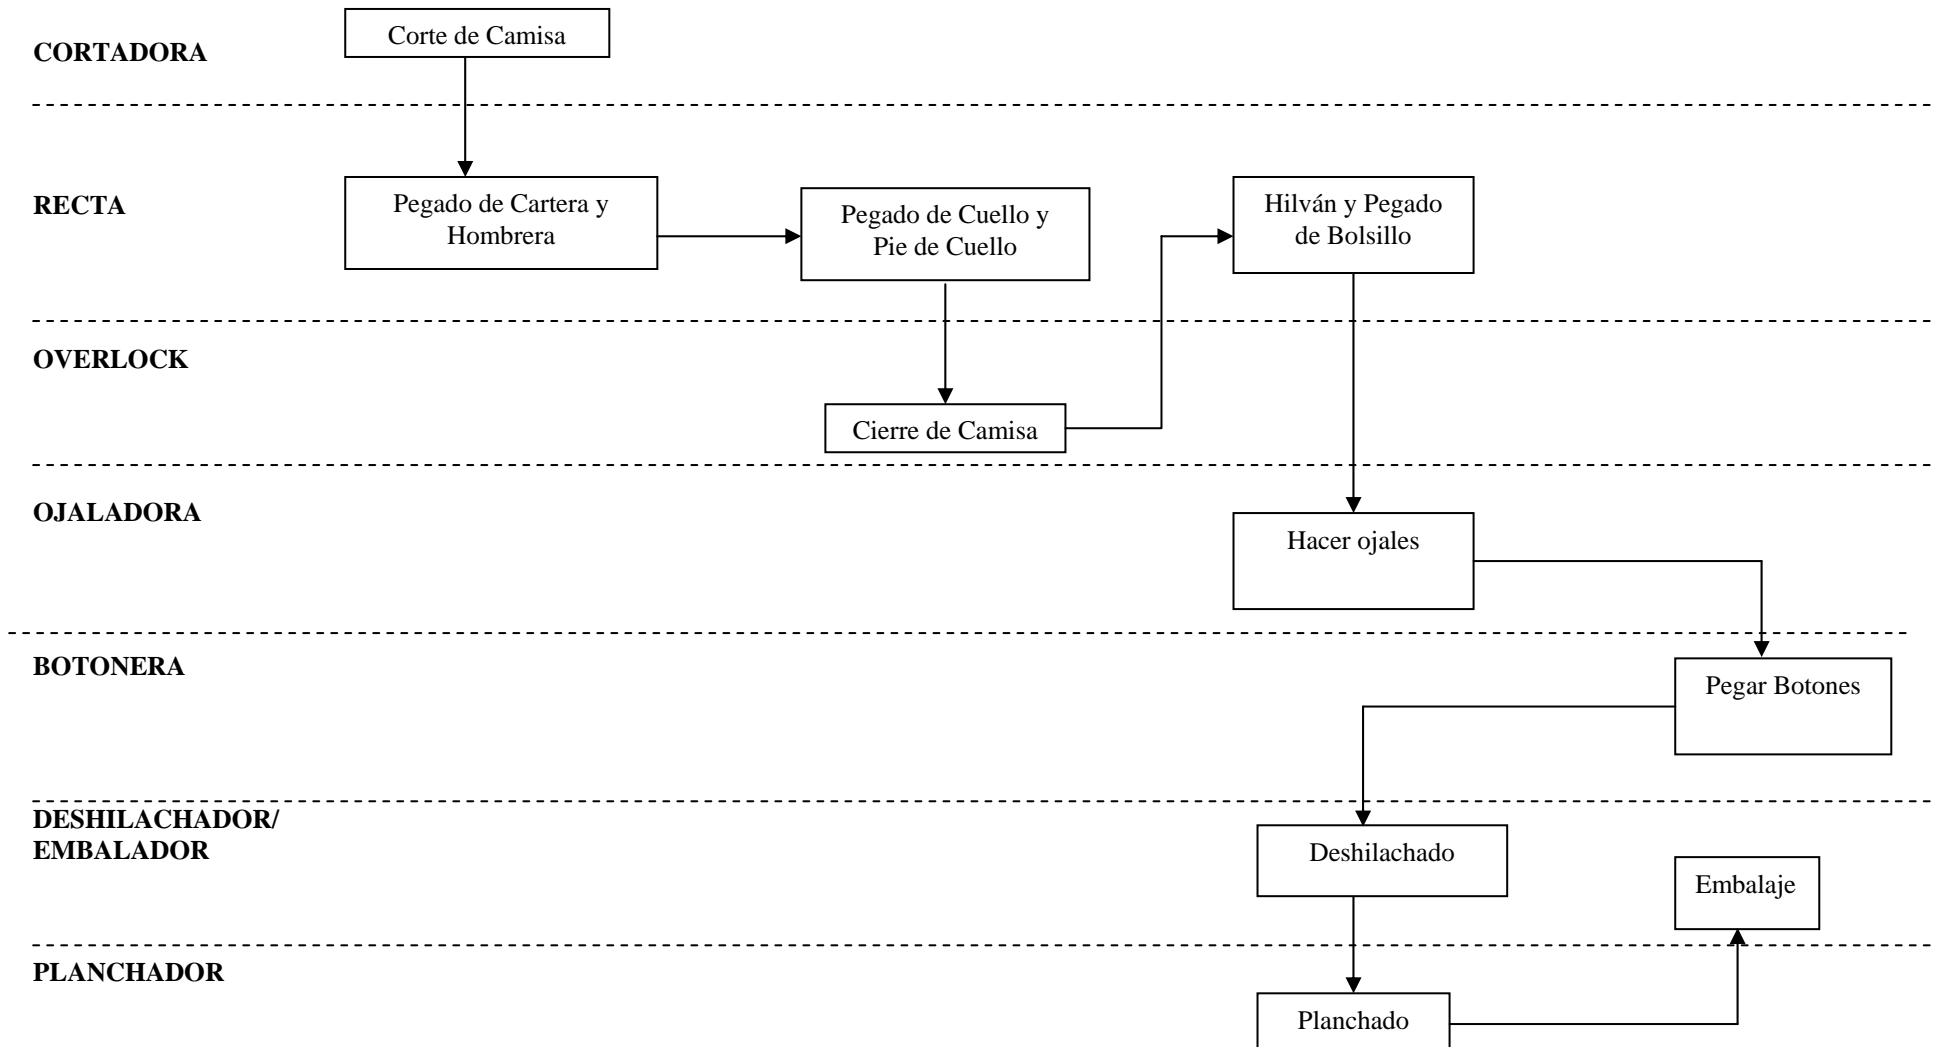 CORTADORA
Corte de Camisa
RECTA
Pegado de Cartera y
Hombrera
Pegado de Cuello y
Pie de Cuello
Hilván y Pegado
de Bolsillo
OVERLOCK
Cierre de Camisa
OJALADORA
Hacer ojales
BOTONERA
Pegar Botones
DESHILACHADOR/
EMBALADOR
Deshilachado
Embalaje
PLANCHADOR
Planchado